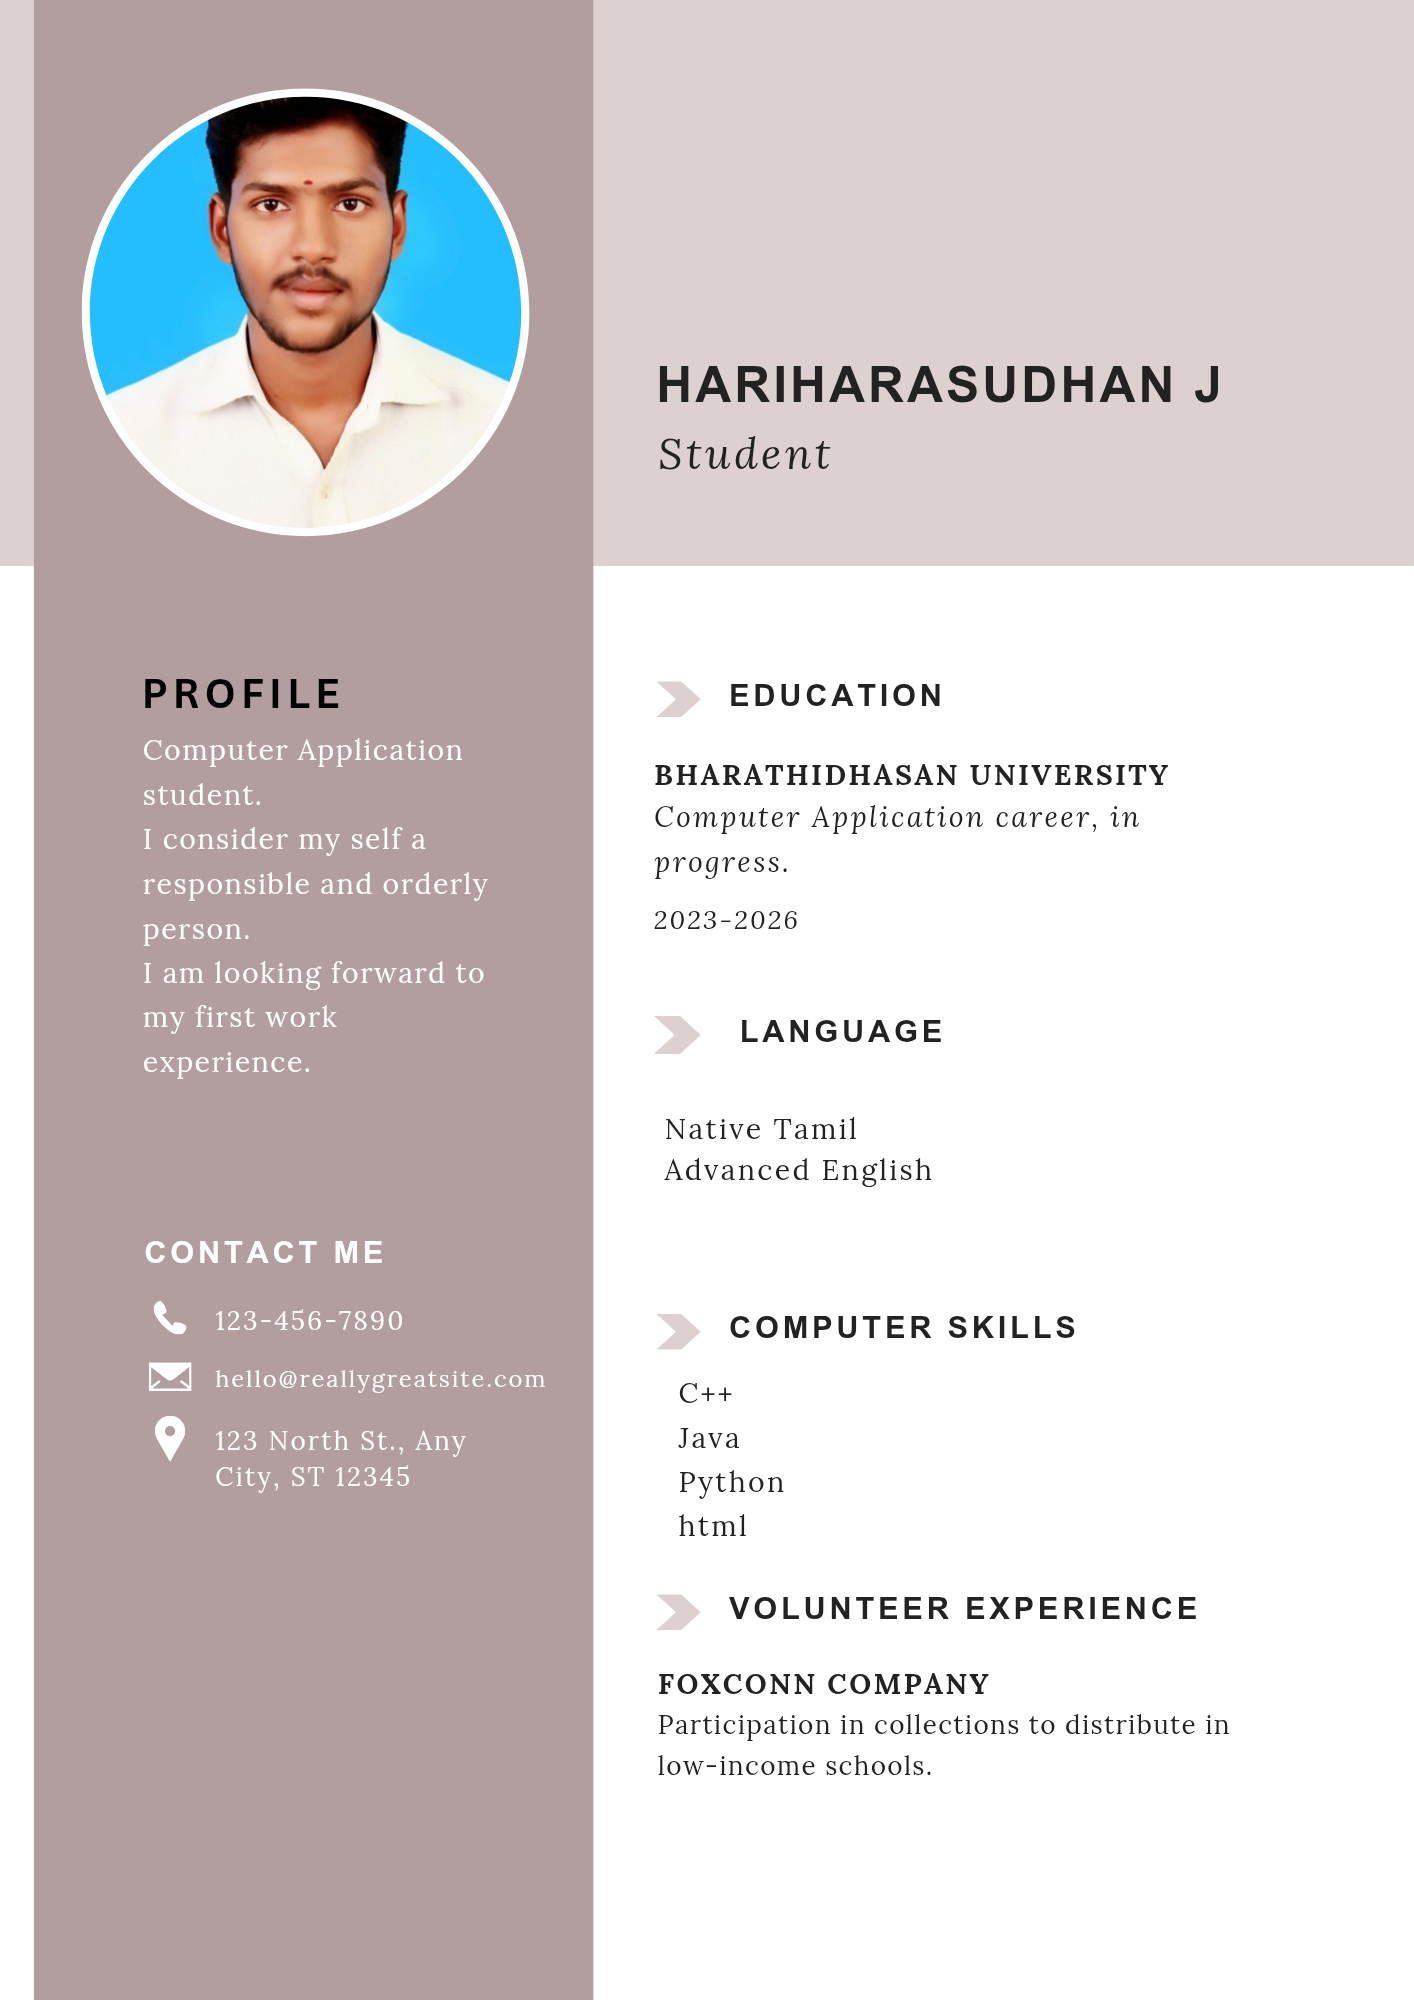 HARIHARASUDHAN J
Student
PROFILE
Computer Application
student.
I consider my self a
responsible and orderly
person.
I am looking forward to
my first work
experience.
CONTACT ME
123-456-7890
hello@reallygreatsite.com
123 North St., Any
City, ST 12345
EDUCATION
BHARATHIDHASAN UNIVERSITY
Computer Application career, in
progress.
2023-2026
LANGUAGE
Native Tamil
Advanced English
COMPUTER SKILLS
C++
Java
Python
html
VOLUNTEER EXPERIENCE
FOXCONN COMPANY
Participation in collections to distribute in
low-income schools.